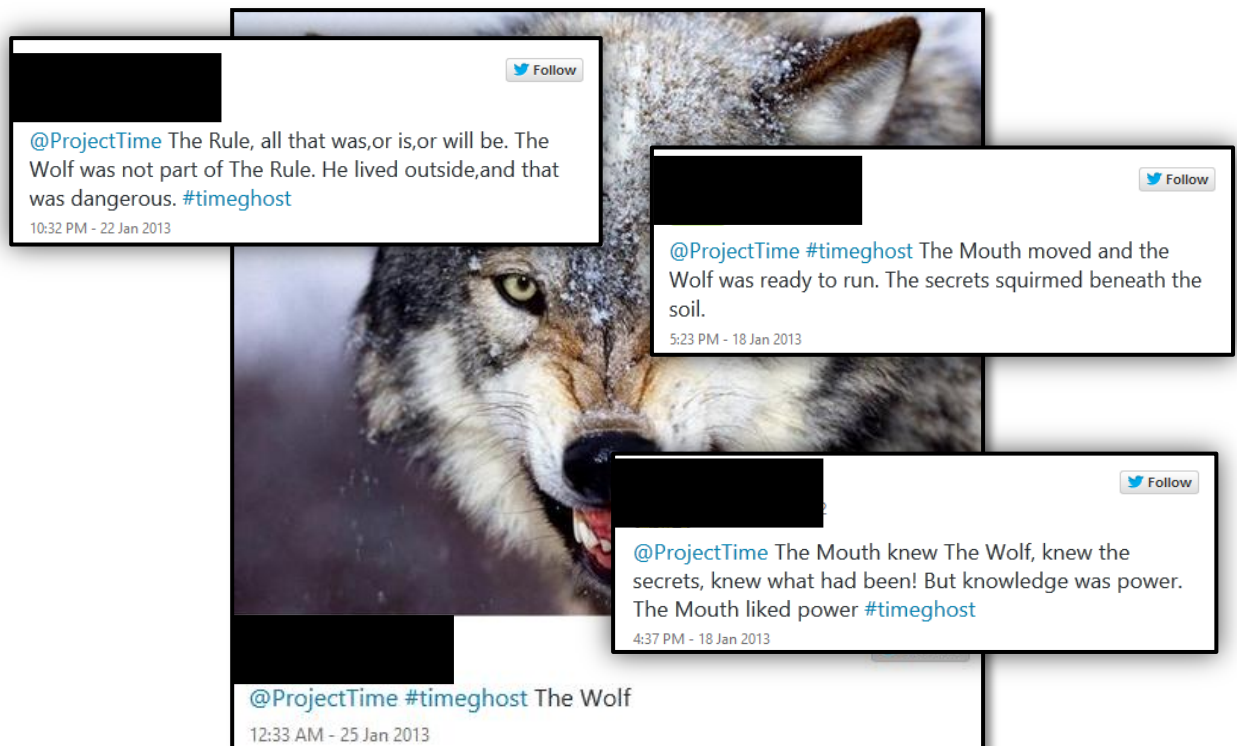 Follow
@ProjectTime The Rule, all that was,or is,or will be. The
Wolf was not part of The Rule. He lived outside,and that
was dangerous. #timeghost
10:32 PM - 22 Jan 2013
Follow
@ProjectTime #timeghost The Mouth moved and the
Wolf was ready to run. The secrets squirmed beneath the
soil.
5:23 PM - 18 Jan 2013
Follow
@ProjectTime The Mouth knew The Wolf, knew the
secrets, knew what had been! But knowledge was power.
The Mouth liked power #timeghost
4:37 PM - 18 Jan 2013
@ProjectTime #timeghost The Wolf
12:33 AM - 25 Jan 2013